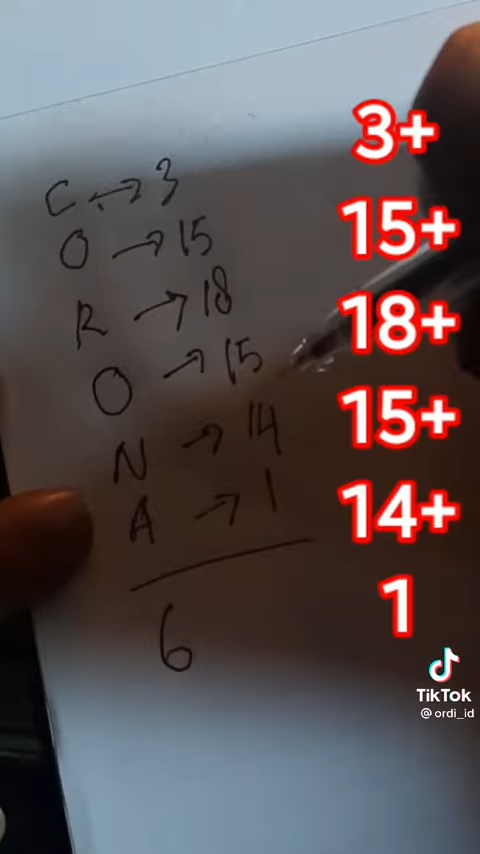 C → 3
O → 15
R → 18
O → 15
N → 14
A → 1
6
3+
15+
18+
15+
14+
1
TikTok
@ordi_id